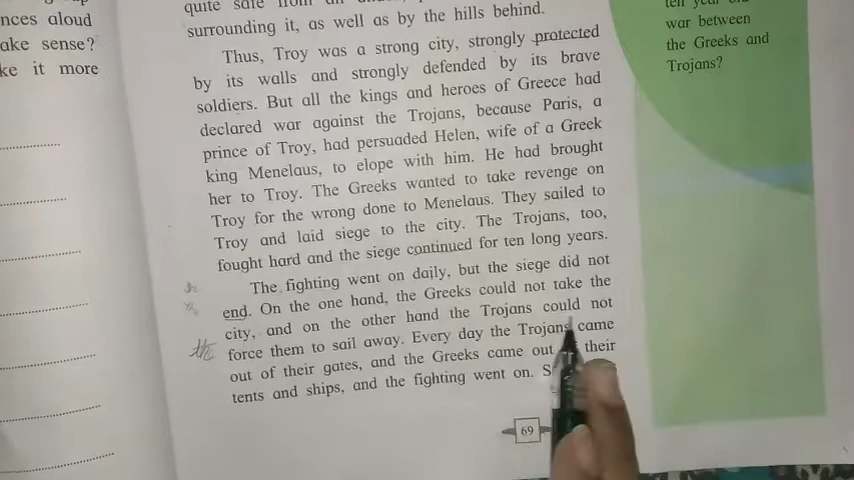 nces aloud
ake sense?
ke it more
quite safe from an
surrounding it, as well as by the hills behind.
Thus, Troy was a strong city, strongly protected
by its walls and strongly defended by its brave
soldiers. But all the kings and heroes of Greece had
declared war against the Trojans, because Paris, a
prince of Troy, had persuaded Helen, wife of a Greek
king Menelaus, to elope with him. He had brought
her to Troy. The Greeks wanted to take revenge on
Troy for the wrong done to Menelaus. They sailed to
Troy and laid siege to the city. The Trojans, too,
fought hard and the siege continued for ten long years.
The fighting went on daily, but the siege did not
end. On the one hand, the Greeks could not take the
city, and on the other hand the Trojans could not
force them to sail away. Every day the Trojans came
out of their gates, and the Greeks came out their
tents and ships, and the fighting went on.
69
war between
the Greeks and
Trojans?